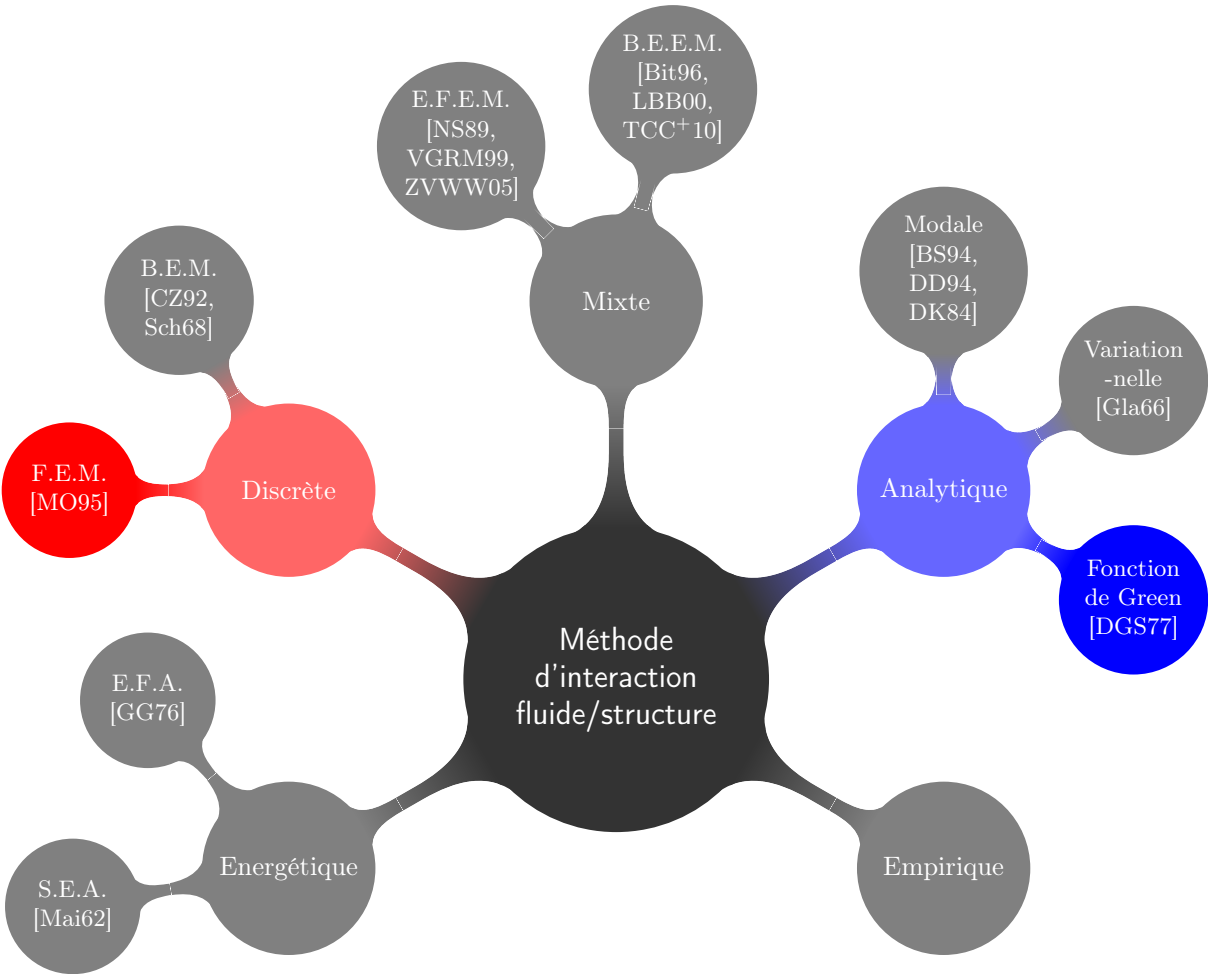 B.E.E.M.
[Bit96,
LBB00,
TCC+10]
E.F.E.M.
[NS89,
VGRM99,
ZVWW05]
Modale
[BS94,
DD94,
DK84]
B.E.M.
[CZ92,
Sch68]
Mixte
Variation
-nelle
[Gla66]
F.E.M.
[MO95]
Discrète
Analytique
Fonction
de Green
[DGS77]
Méthode
d'interaction
fluide/structure
E.F.A.
[GG76]
Energétique
Empirique
S.E.A.
[Mai62]